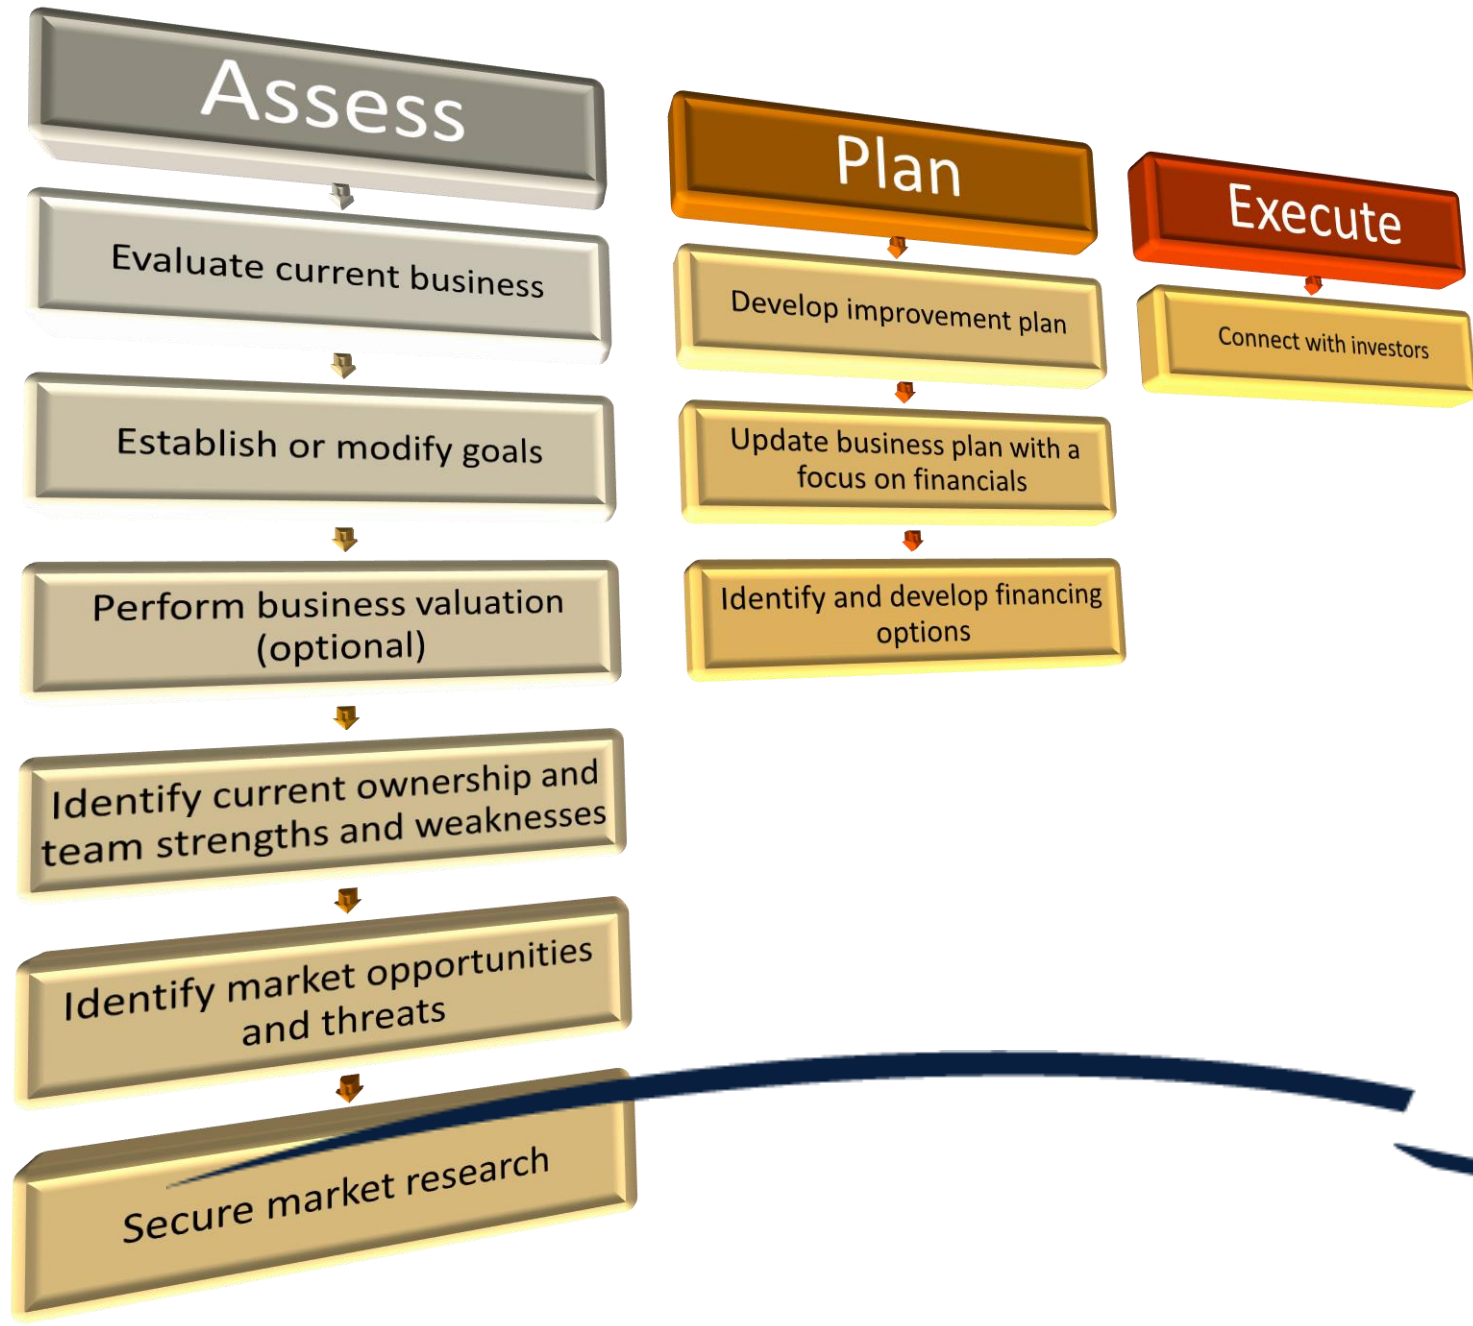 Assess
Evaluate current business
Establish or modify goals
Perform business valuation
(optional)
Identify current ownership and
team strengths and weaknesses
Identify market opportunities
and threats
Secure market research
Plan
Develop improvement plan
Update business plan with a
focus on financials
Identify and develop financing
options
Execute
Connect with investors